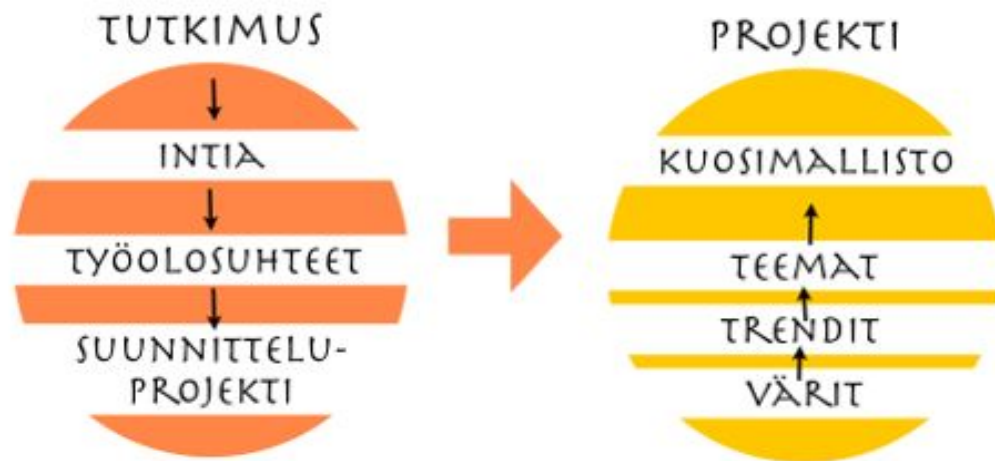 TUTKIMUS
INTIA
TYÖOLOSUHTEET
SUUNNITTELU-
PROJEKTI
PROJEKTI
KUOSIMALLISTO
TEEMAT
TRENDIT
VÄRIT